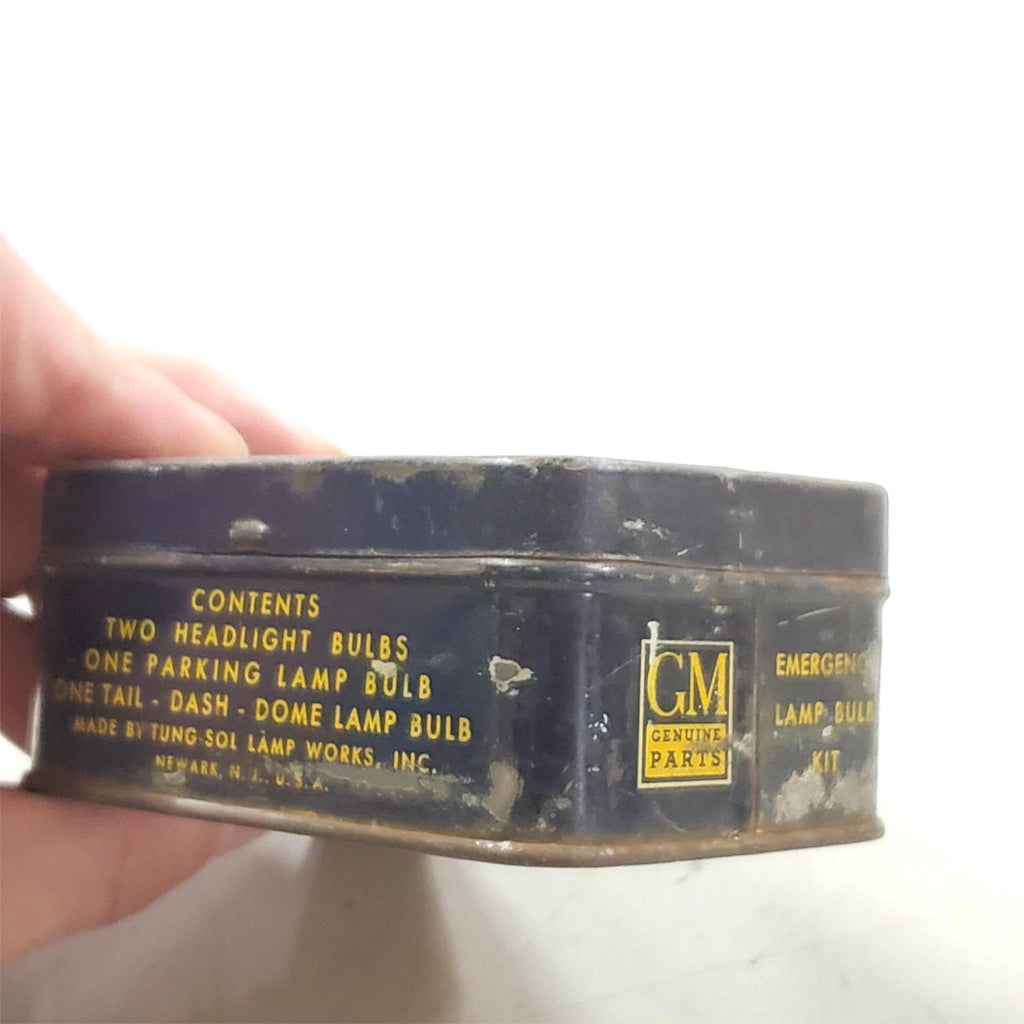 CONTENTS
TWO HEADLIGHT BULBS
ONE PARKING LAMP BULB
ONE TAIL - DASH - DOME LAMP BULB
MADE BY TUNG-SOL LAMP WORKS, INC.
NEWARK, N. J., U.S.A.
GM
GENUINE
PARTS
EMERGENC
LAMP BULB
KIT